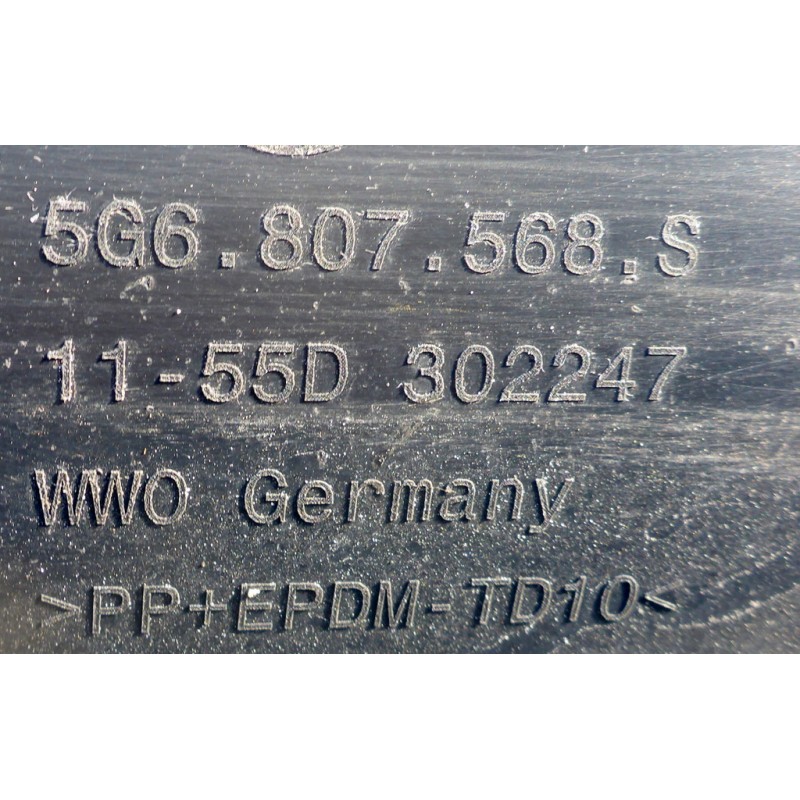 5G6.807.568.S
11-55D 302247
WWO Germany
>PP+EPDM-TD10<